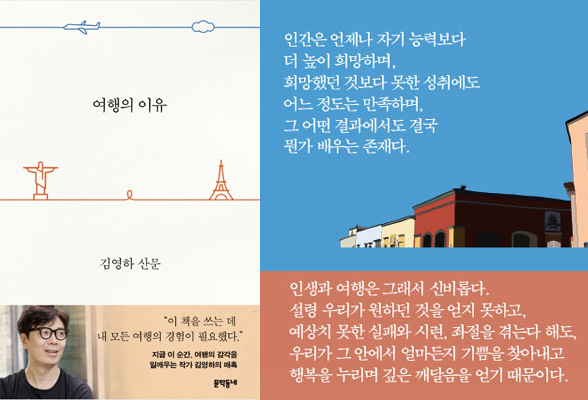 여행의 이유
김영하 산문
"이 책을 쓰는 데
내 모든 여행의 경험이 필요했다."
지금 이 순간, 여행의 감각을
일깨우는 작가 김영하의 매혹
문학동네
인간은 언제나 자기 능력보다
더 높이 희망하며,
희망했던 것보다 못한 성취에도
어느 정도는 만족하며,
그 어떤 결과에서도 결국
뭔가 배우는 존재다.
인생과 여행은 그래서 신비롭다.
설령 우리가 원하던 것을 얻지 못하고,
예상치 못한 실패와 시련, 좌절을 겪는다 해도,
우리가 그 안에서 얼마든지 기쁨을 찾아내고
행복을 누리며 깊은 깨달음을 얻기 때문이다.